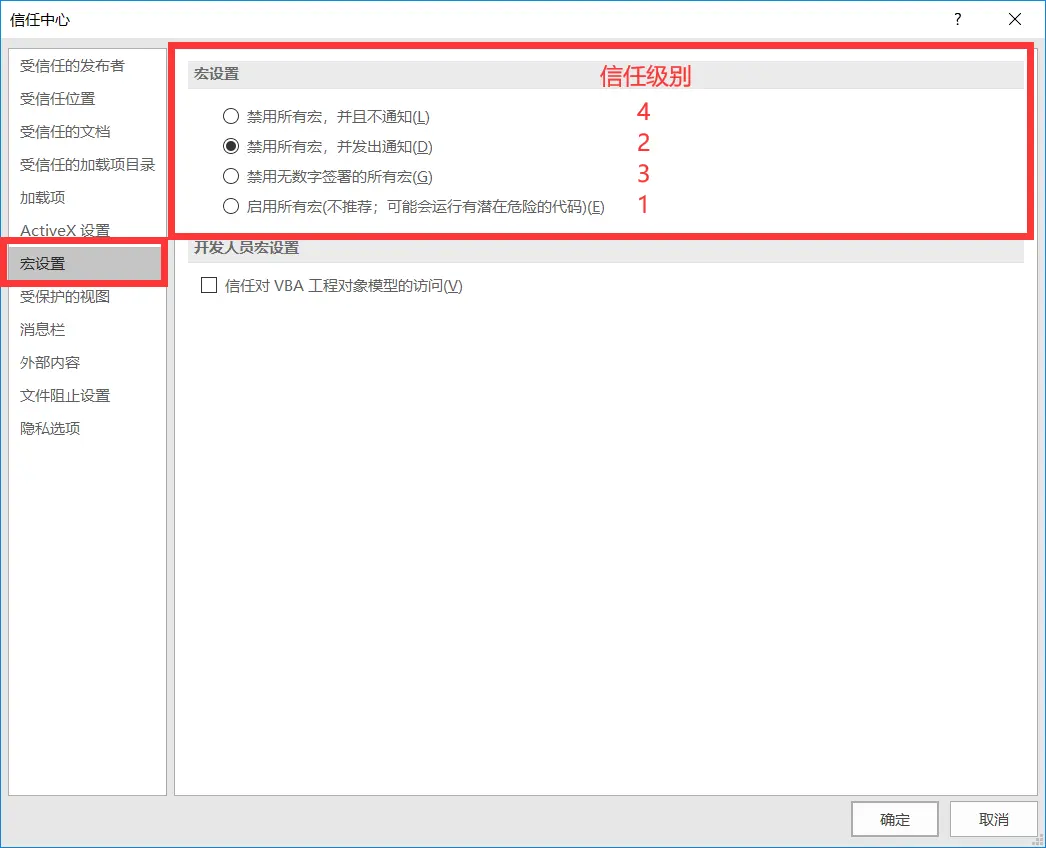 信任中心
?
受信任的发布者
受信任位置
受信任的文档
受信任的加载项目录
加载项
ActiveX 设置
宏设置
受保护的视图
消息栏
外部内容
文件阻止设置
隐私选项
宏设置 信任级别
禁用所有宏，并且不通知(L) 4
禁用所有宏，并发出通知(D) 2
禁用无数字签署的所有宏(G) 3
启用所有宏(不推荐；可能会运行有潜在危险的代码)(E) 1
开发人员宏设置
信任对 VBA 工程对象模型的访问(V)
确定 取消